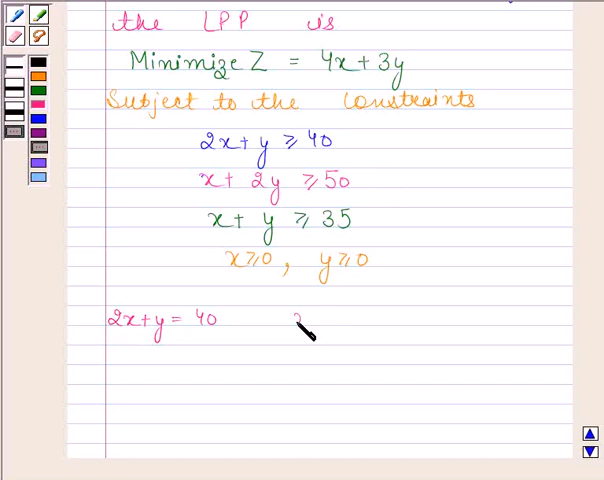 the LPP is
Minimize Z = 4x + 3y
Subject to the Constraints
2x + y ≥ 40
x + 2y ≥ 50
x + y ≥ 35
x ≥ 0 , y ≥ 0
2x + y = 40